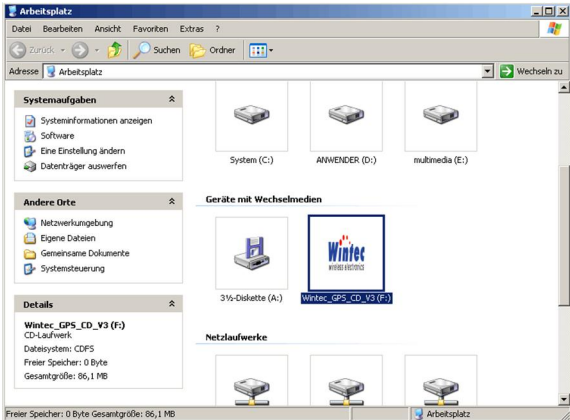 Arbeitsplatz
Datei Bearbeiten Ansicht Favoriten Extras ?
Zurück Suchen Ordner
Adresse Arbeitsplatz Wechseln zu
Systemaufgaben
Systeminformationen anzeigen
Software
Eine Einstellung ändern
Datenträger auswerfen
System (C:) ANWENDER (D:) multimedia (E:)
Andere Orte
Netzwerkumgebung
Eigene Dateien
Gemeinsame Dokumente
Systemsteuerung
Geräte mit Wechselmedien
Wintec
wireless electronics
3½-Diskette (A:) Wintec_GPS_CD_V3 (F:)
Details
Wintec_GPS_CD_V3 (F:)
CD-Laufwerk
Dateisystem: CDFS
Freier Speicher: 0 Byte
Gesamtgröße: 86,1 MB
Netzlaufwerke
Freier Speicher: 0 Byte Gesamtgröße: 86,1 MB Arbeitsplatz